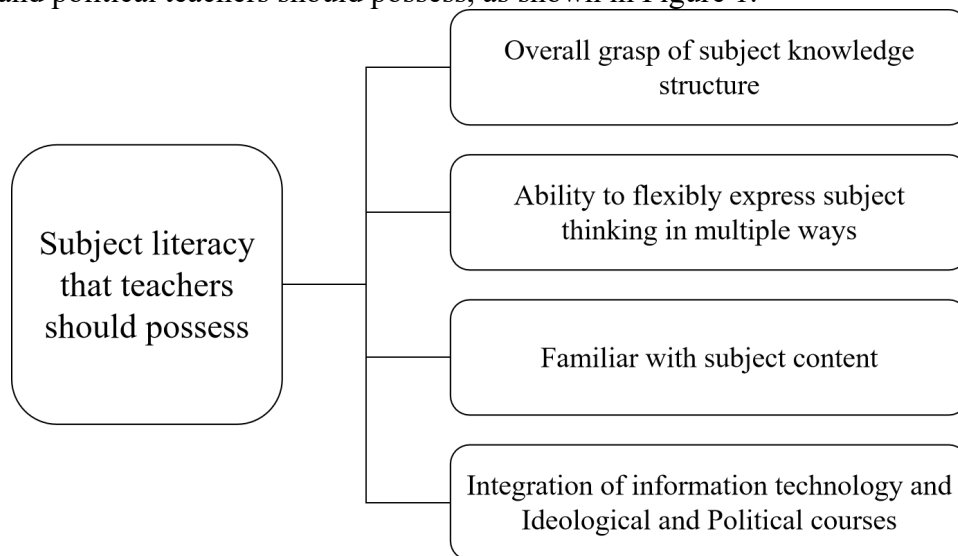 and political teachers should possess, as shown in Figure 1.
Overall grasp of subject knowledge
structure
Ability to flexibly express subject
thinking in multiple ways
Subject literacy
that teachers
should possess
Familiar with subject content
Integration of information technology and
Ideological and Political courses